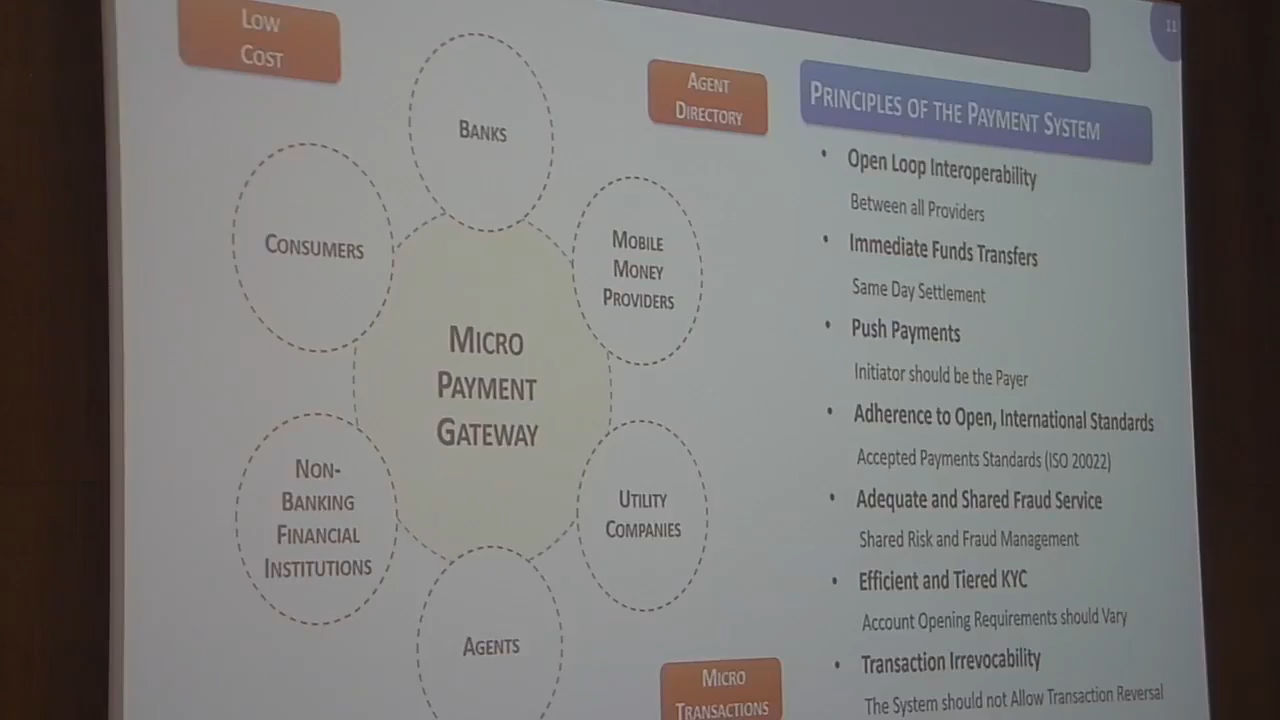 11
LOW
COST
AGENT
DIRECTORY
BANKS
CONSUMERS
MOBILE
MONEY
PROVIDERS
MICRO
PAYMENT
GATEWAY
NON-
BANKING
FINANCIAL
INSTITUTIONS
UTILITY
COMPANIES
AGENTS
MICRO
TRANSACTIONS
PRINCIPLES OF THE PAYMENT SYSTEM
• Open Loop Interoperability
Between all Providers
• Immediate Funds Transfers
Same Day Settlement
• Push Payments
Initiator should be the Payer
• Adherence to Open, International Standards
Accepted Payments Standards (ISO 20022)
• Adequate and Shared Fraud Service
Shared Risk and Fraud Management
• Efficient and Tiered KYC
Account Opening Requirements should Vary
• Transaction Irrevocability
The System should not Allow Transaction Reversal